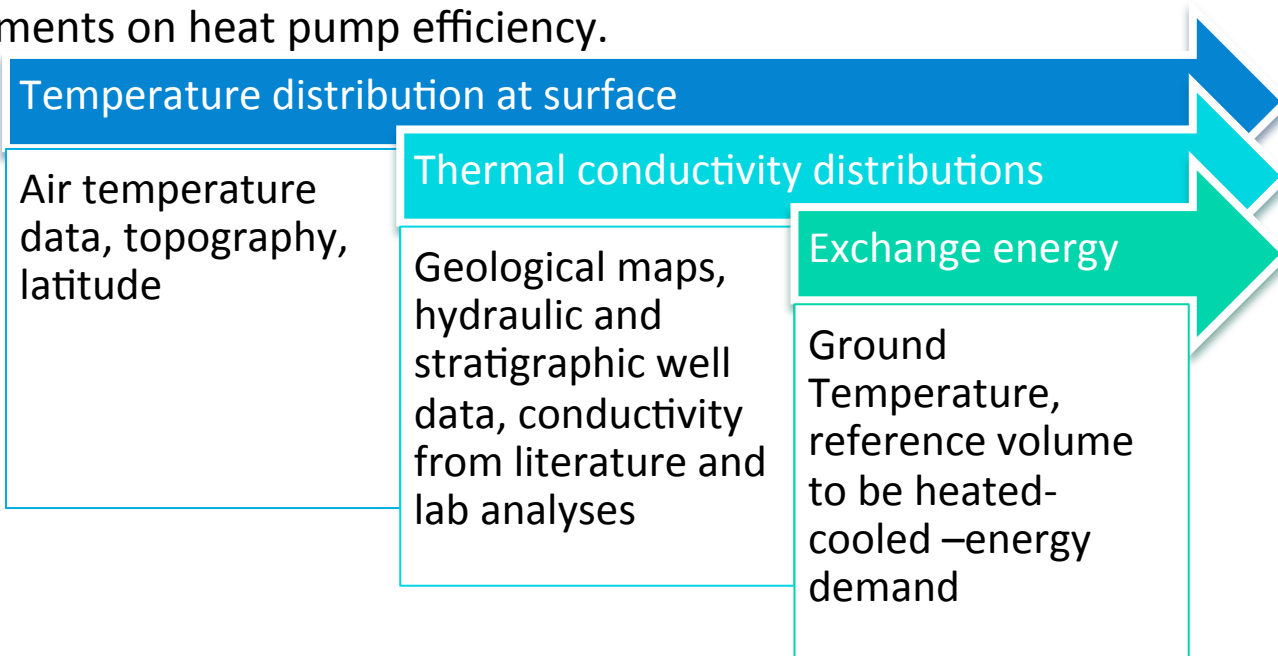 ments on heat pump efficiency.
Temperature distribution at surface
Air temperature
data, topography,
latitude
Thermal conductivity distributions
Geological maps,
hydraulic and
stratigraphic well
data, conductivity
from literature and
lab analyses
Exchange energy
Ground
Temperature,
reference volume
to be heated-
cooled –energy
demand